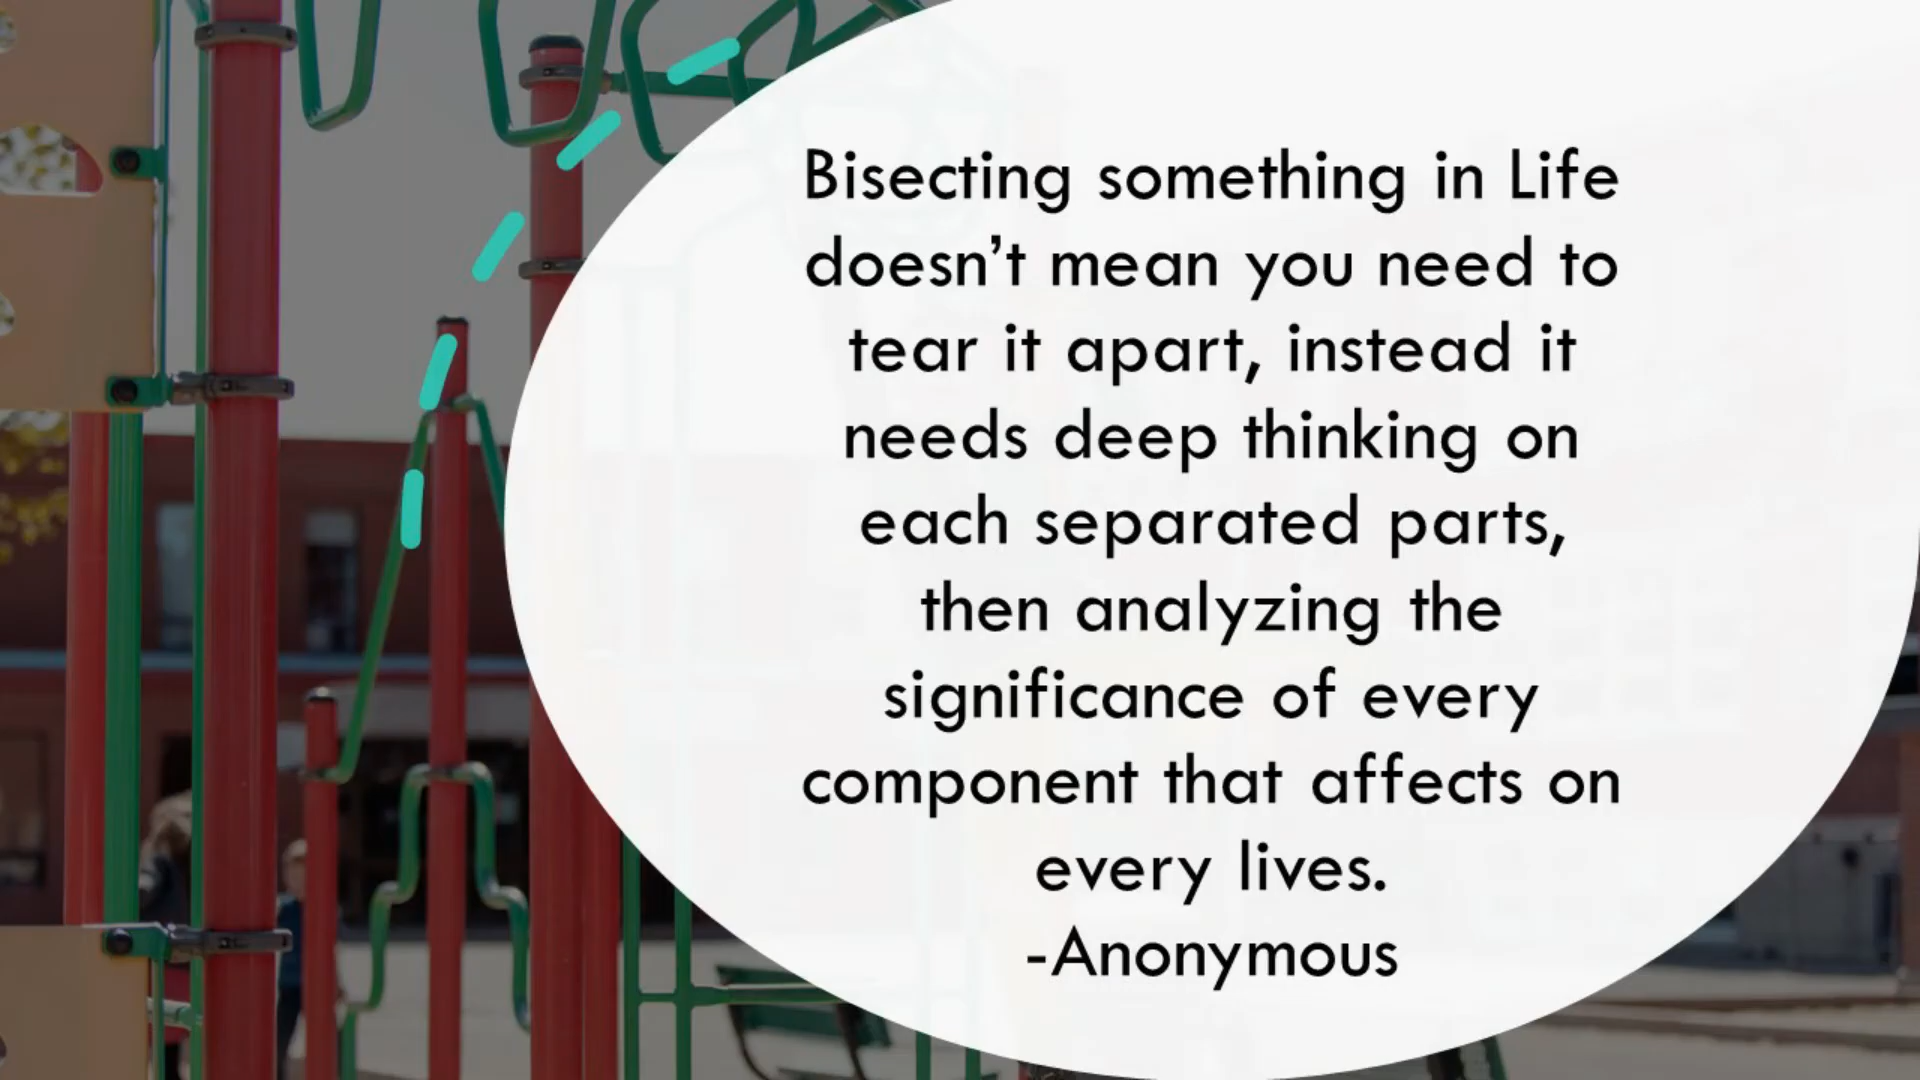 Bisecting something in Life
doesn’t mean you need to
tear it apart, instead it
needs deep thinking on
each separated parts,
then analyzing the
significance of every
component that affects on
every lives.
-Anonymous